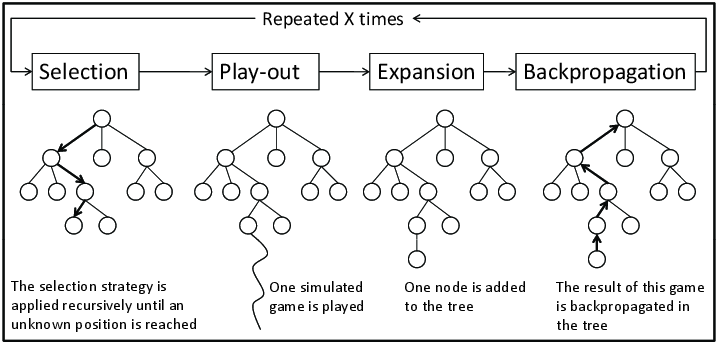 Repeated X times
Selection
Play-out
Expansion
Backpropagation
The selection strategy is
applied recursively until an
unknown position is reached
One simulated
game is played
One node is added
to the tree
The result of this game
is backpropagated in
the tree